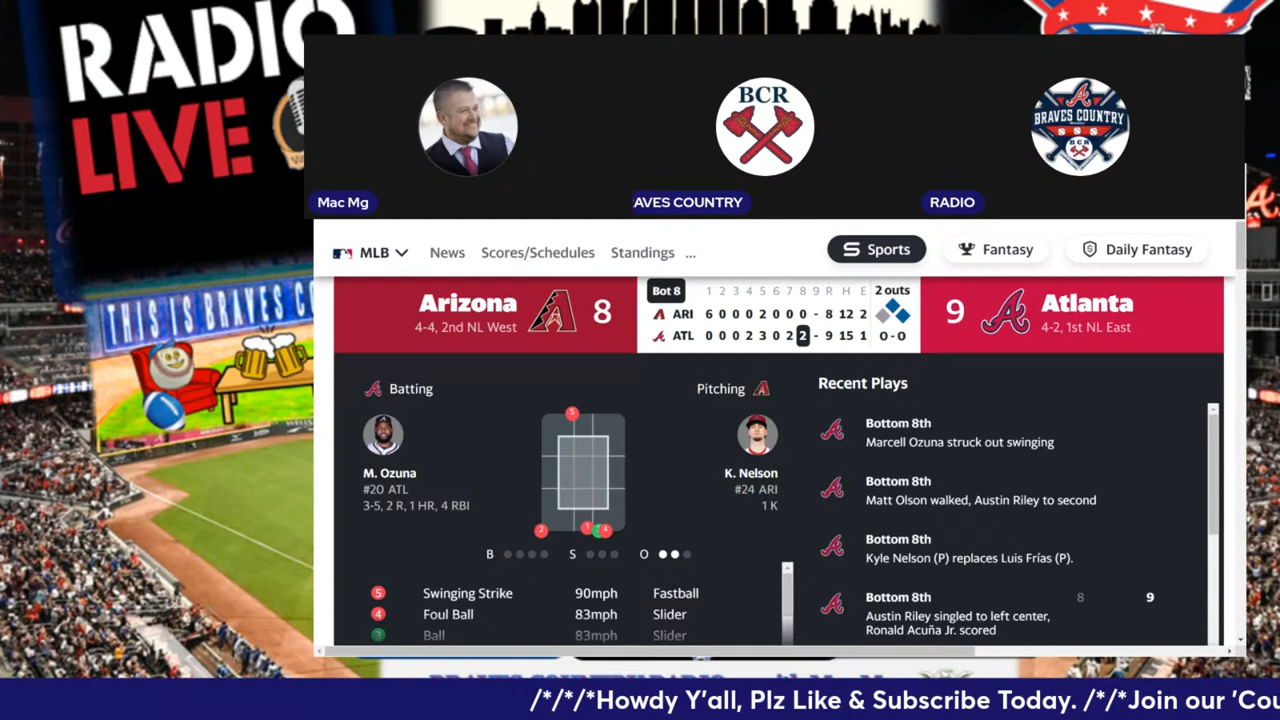 RADIO
LIVE
THIS IS BRAVES CO
BCR
BRAVES COUNTRY
BCR
Mac Mg
AVES COUNTRY
RADIO
MLB
News
Scores/Schedules
Standings
...
Sports
Fantasy
Daily Fantasy
Arizona
4-4, 2nd NL West
8
Bot 8
1 2 3 4 5 6 7 8 9 R H E
ARI 6 0 0 0 2 0 0 0 - 8 12 2
ATL 0 0 0 2 3 0 2 2 - 9 15 1
2 outs
0 - 0
9
Atlanta
4-2, 1st NL East
Batting
Pitching
M. Ozuna
#20 ATL
3-5, 2 R, 1 HR, 4 RBI
5
2
1
4
K. Nelson
#24 ARI
1 K
B
S
O
5 Swinging Strike 90mph Fastball
4 Foul Ball 83mph Slider
3 Ball 83mph Slider
Recent Plays
Bottom 8th
Marcell Ozuna struck out swinging
Bottom 8th
Matt Olson walked, Austin Riley to second
Bottom 8th
Kyle Nelson (P) replaces Luis Frías (P).
Bottom 8th 8 9
Austin Riley singled to left center,
Ronald Acuña Jr. scored
/*/*/*Howdy Y'all, Plz Like & Subscribe Today. /*/*Join our 'Cou